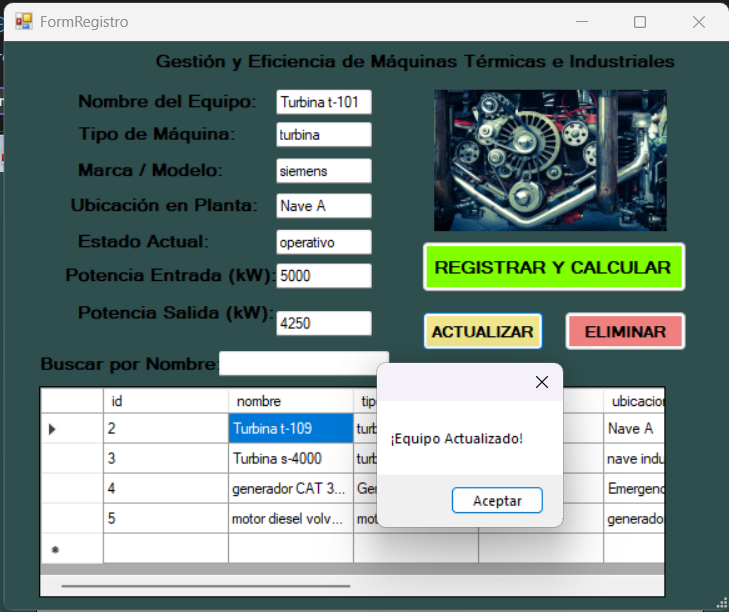 FormRegistro
Gestión y Eficiencia de Máquinas Térmicas e Industriales
Nombre del Equipo: Turbina t-101
Tipo de Máquina: turbina
Marca / Modelo: siemens
Ubicación en Planta: Nave A
Estado Actual: operativo
Potencia Entrada (kW): 5000
Potencia Salida (kW): 4250
REGISTRAR Y CALCULAR
ACTUALIZAR ELIMINAR
Buscar por Nombre:
id nombre tip ubicacion
2 Turbina t-109 turb Nave A
3 Turbina s-4000 turb nave indu
4 generador CAT 3... Ge Emergenc
5 motor diesel volv... mot generado
¡Equipo Actualizado!
Aceptar